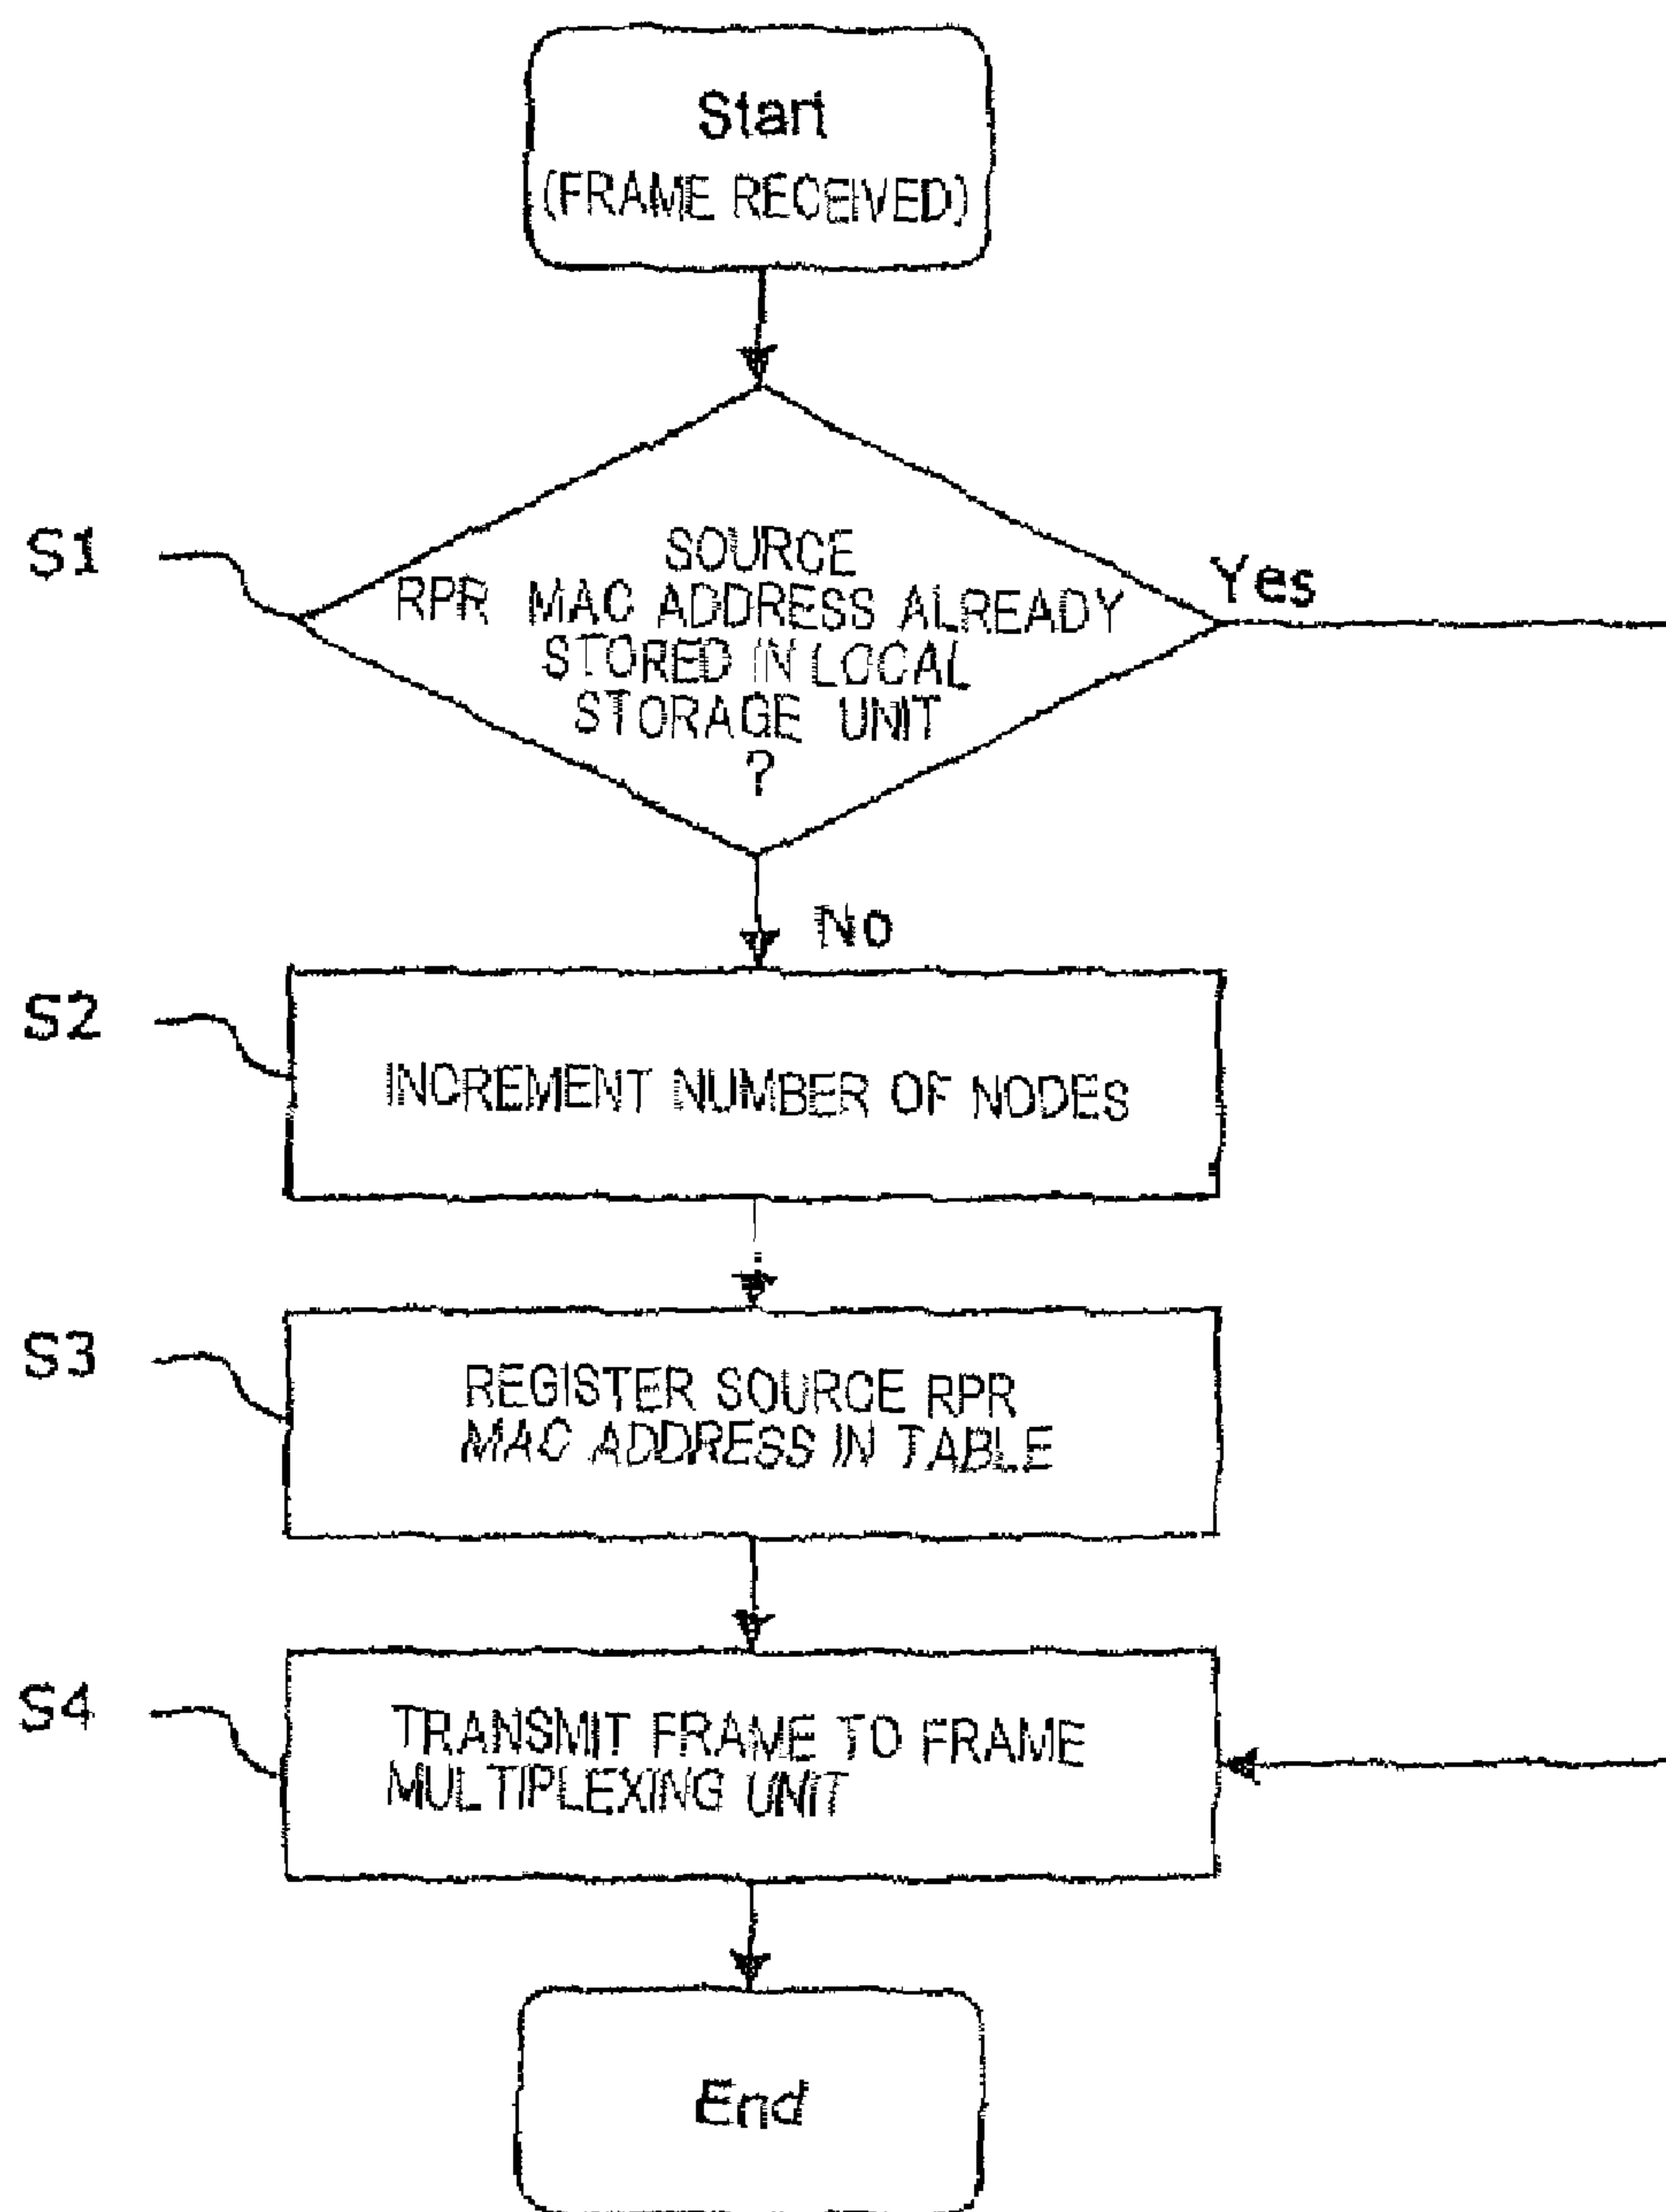 Start
(FRAME RECEIVED)
S1
SOURCE
RPR MAC ADDRESS ALREADY
STORED IN LOCAL
STORAGE UNIT
?
Yes
No
S2
INCREMENT NUMBER OF NODES
S3
REGISTER SOURCE RPR
MAC ADDRESS IN TABLE
S4
TRANSMIT FRAME TO FRAME
MULTIPLEXING UNIT
End